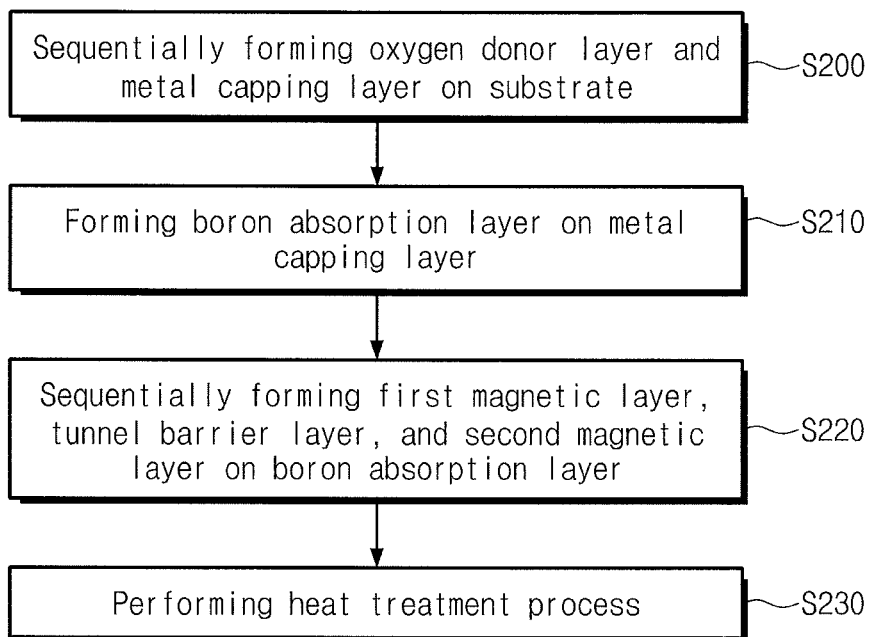 Sequentially forming oxygen donor layer and
metal capping layer on substrate
S200
Forming boron absorption layer on metal
capping layer
S210
Sequentially forming first magnetic layer,
tunnel barrier layer, and second magnetic
layer on boron absorption layer
S220
Performing heat treatment process
S230